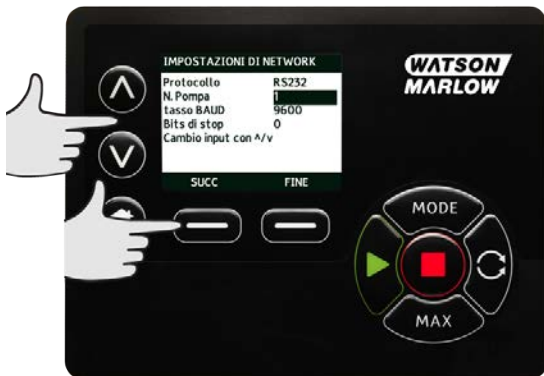 IMPOSTAZIONI DI NETWORK
Protocollo RS232
N. Pompa 1
tasso BAUD 9600
Bits di stop 0
Cambio input con ^/v
SUCC FINE
WATSON
MARLOW
MODE
MAX